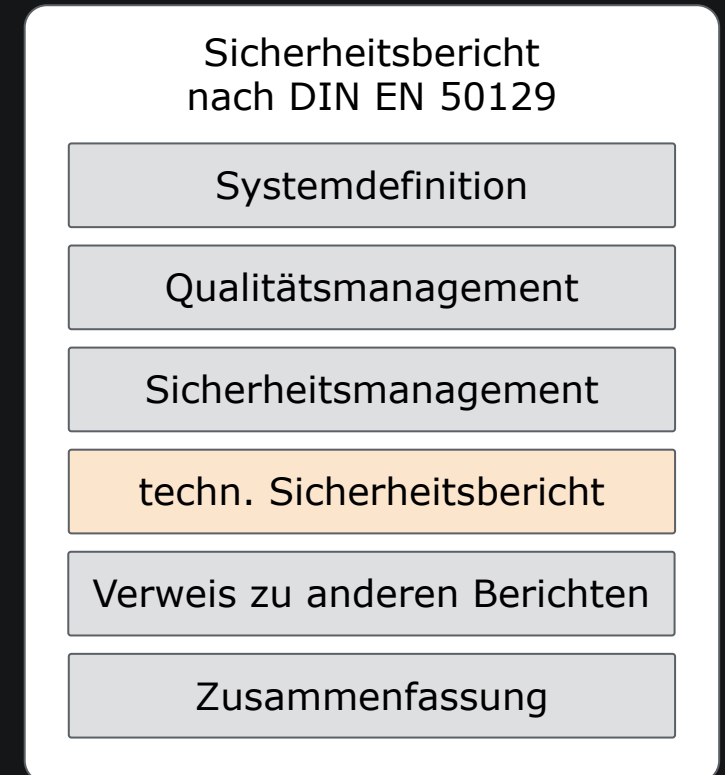 Sicherheitsbericht
nach DIN EN 50129
Systemdefinition
Qualitätsmanagement
Sicherheitsmanagement
techn. Sicherheitsbericht
Verweis zu anderen Berichten
Zusammenfassung